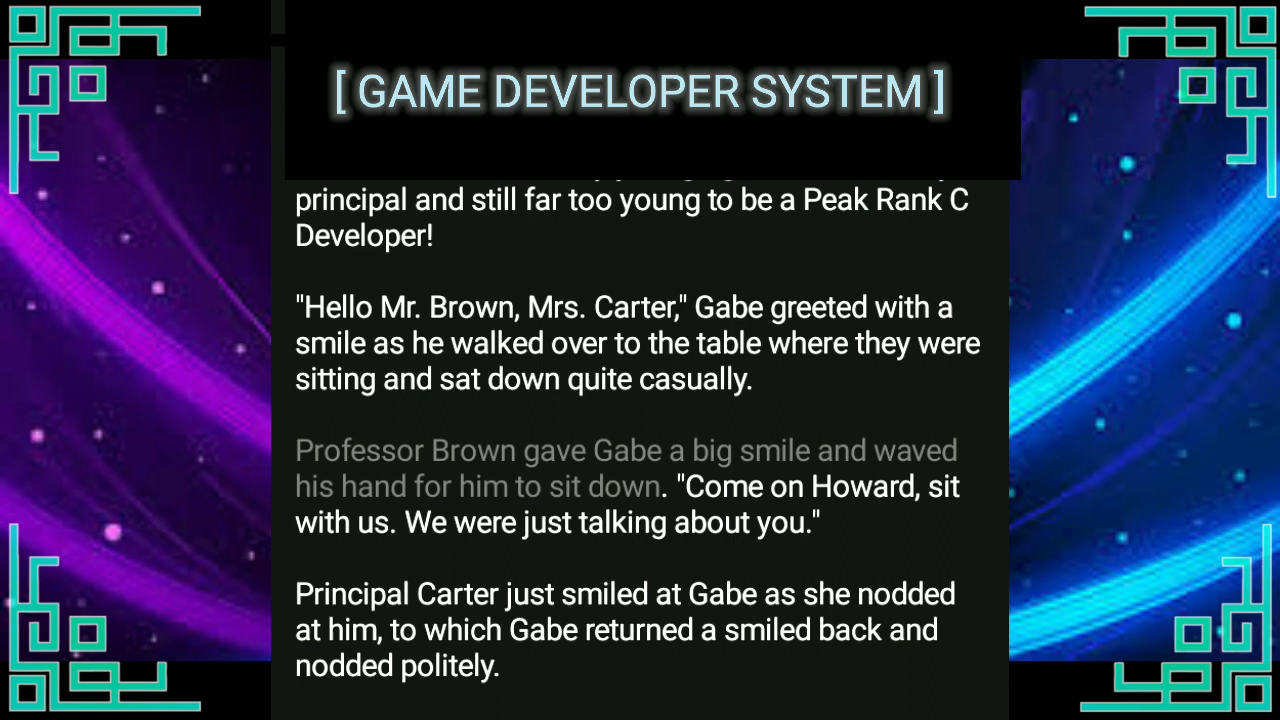 [ GAME DEVELOPER SYSTEM ]
principal and still far too young to be a Peak Rank C
Developer!
"Hello Mr. Brown, Mrs. Carter," Gabe greeted with a
smile as he walked over to the table where they were
sitting and sat down quite casually.
Professor Brown gave Gabe a big smile and waved
his hand for him to sit down. "Come on Howard, sit
with us. We were just talking about you."
Principal Carter just smiled at Gabe as she nodded
at him, to which Gabe returned a smiled back and
nodded politely.